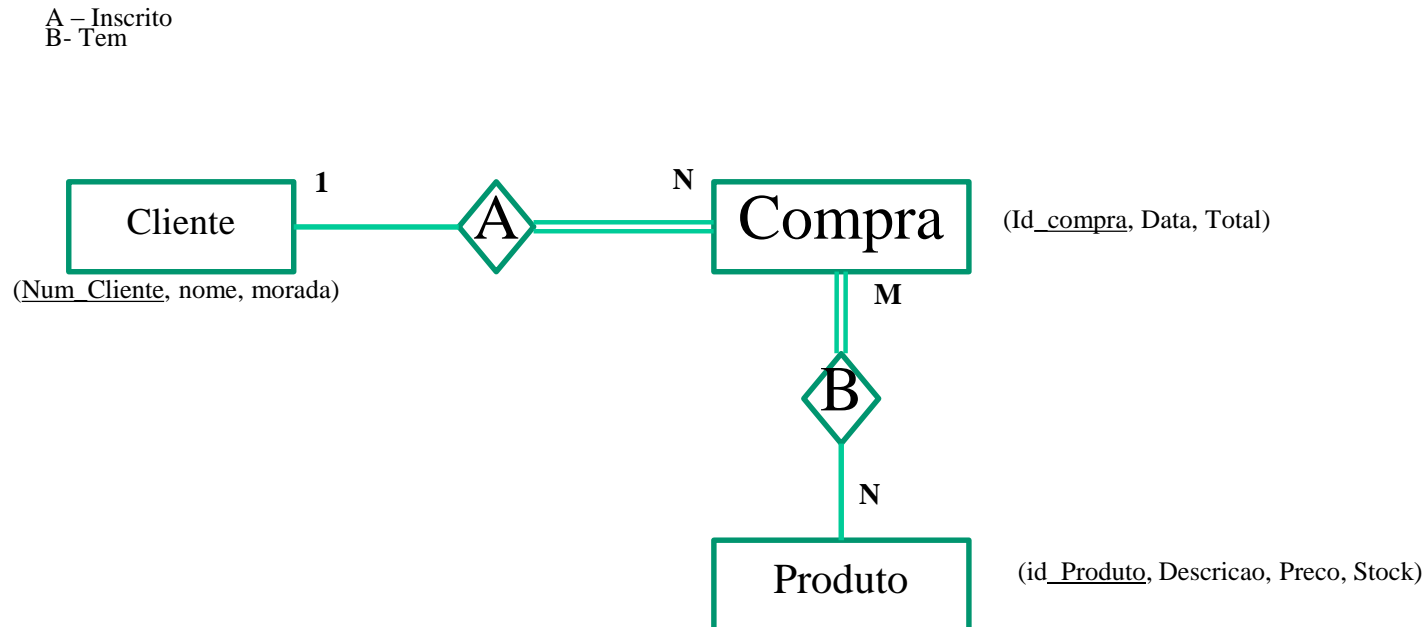 A – Inscrito
B- Tem
1
N
Cliente
A
Compra
(Id_compra, Data, Total)
(Num_Cliente, nome, morada)
M
B
N
Produto
(id_Produto, Descricao, Preco, Stock)